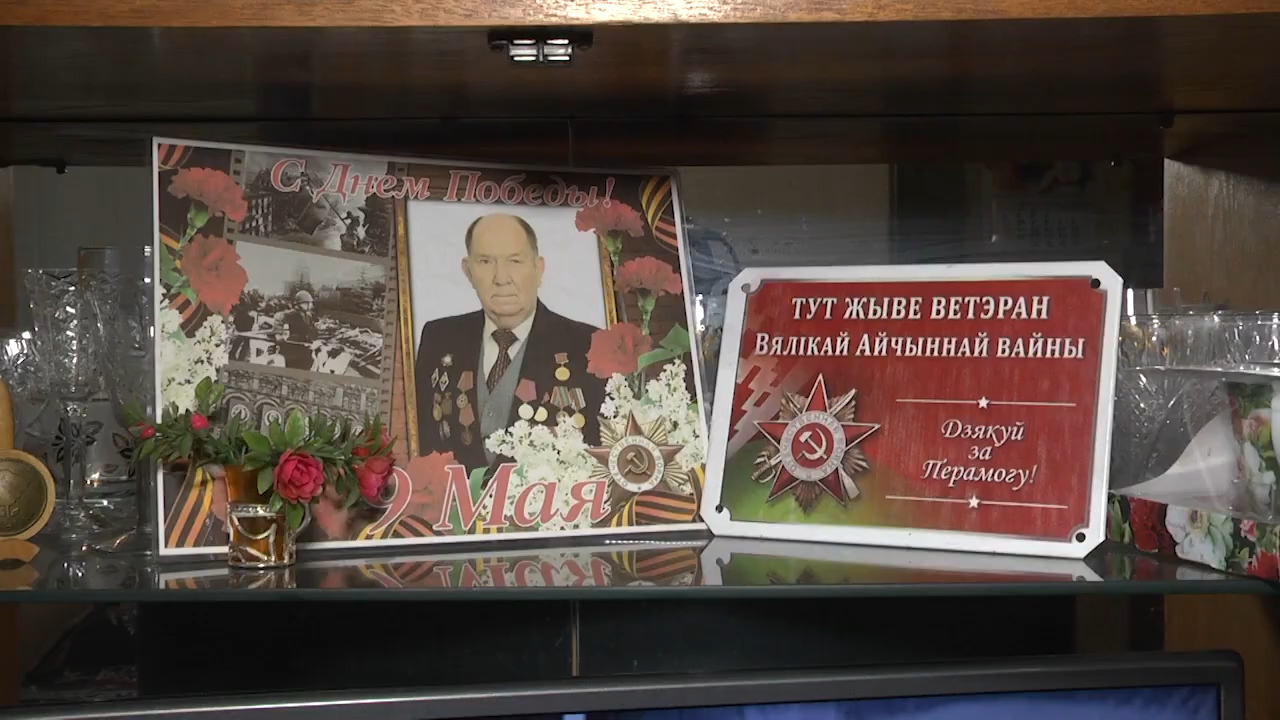 С Днем Победы!
9 Мая
ТУТ ЖЫВЕ ВЕТЭРАН
ВЯЛІКАЙ АЙЧЫННАЙ ВАЙНЫ
Дзякуй
за
Перамогу!